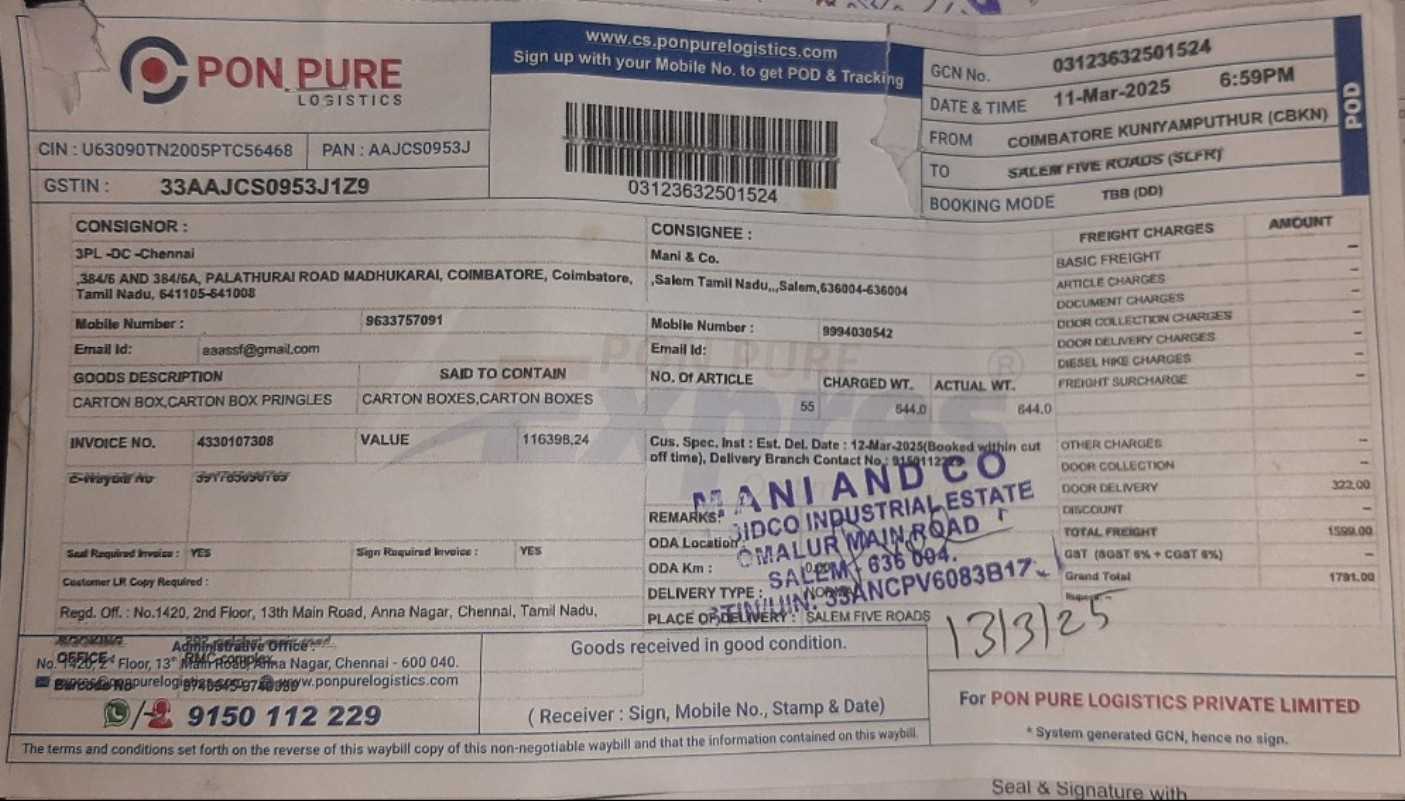 PON PURE
LOGISTICS
CIN : U63090TN2005PTC56468 PAN : AAJCS0953J
GSTIN : 33AAJCS0953J1Z9
www.cs.ponpurelogistics.com
Sign up with your Mobile No. to get POD & Tracking
03123632501524
GCN No. 03123632501524
DATE & TIME 11-Mar-2025 6:59PM
FROM COIMBATORE KUNIYAMPUTHUR (CBKN)
TO SALEM FIVE ROADS (SLFR)
BOOKING MODE TBB (DD)
POD
CONSIGNOR :
3PL -DC -Chennai
,384/6 AND 384/6A, PALATHURAI ROAD MADHUKARAI, COIMBATORE, Coimbatore,
Tamil Nadu, 641105-641008
Mobile Number : 9633757091
Email Id: aaassf@gmail.com
GOODS DESCRIPTION SAID TO CONTAIN
CARTON BOX,CARTON BOX PRINGLES CARTON BOXES,CARTON BOXES
INVOICE NO. 4330107308 VALUE 116398.24
E-Waybill No
Seal Required Invoice : YES Sign Required Invoice : YES
Customer LR Copy Required :
Regd. Off. : No.1420, 2nd Floor, 13th Main Road, Anna Nagar, Chennai, Tamil Nadu,
CONSIGNEE :
Mani & Co.
,Salem Tamil Nadu,,,Salem,636004-636004
Mobile Number : 9994030542
Email Id:
NO. Of ARTICLE CHARGED WT. ACTUAL WT.
55 644.0 644.0
Cus. Spec. Inst : Est. Del. Date : 12-Mar-2025(Booked within cut
off time), Delivery Branch Contact No.:
REMARKS:
ODA Location :
ODA Km : 0.00
DELIVERY TYPE :
PLACE OF DELIVERY : SALEM FIVE ROADS
PON PURE
Expres
®
MANI AND CO
SIDCO INDUSTRIAL ESTATE
OMALUR MAIN ROAD
SALEM - 636 004.
33ANCPV6083B17
13/3/25
FREIGHT CHARGES AMOUNT
BASIC FREIGHT –
ARTICLE CHARGES –
DOCUMENT CHARGES –
DOOR COLLECTION CHARGES –
DOOR DELIVERY CHARGES –
DIESEL HIKE CHARGES –
FREIGHT SURCHARGE –
OTHER CHARGES –
DOOR COLLECTION –
DOOR DELIVERY 322.00
DISCOUNT –
TOTAL FREIGHT 1599.00
GST (SGST 6% + CGST 6%) –
Grand Total 1791.00
Rupees: –
Administrative Office :
OFFICE :
Floor, 13th Main Road, Anna Nagar, Chennai - 600 040.
Barcode No www.ponpurelogistics.com
9150 112 229
Goods received in good condition.
( Receiver : Sign, Mobile No., Stamp & Date)
For PON PURE LOGISTICS PRIVATE LIMITED
* System generated GCN, hence no sign.
The terms and conditions set forth on the reverse of this waybill copy of this non-negotiable waybill and that the information contained on this waybill.
Seal & Signature with